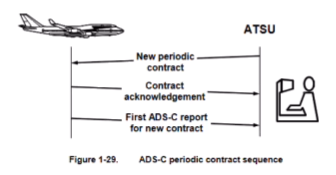 ATSU
New periodic
contract
Contract
acknowledgement
First ADS-C report
for new contract
Figure 1-29. ADS-C periodic contract sequence